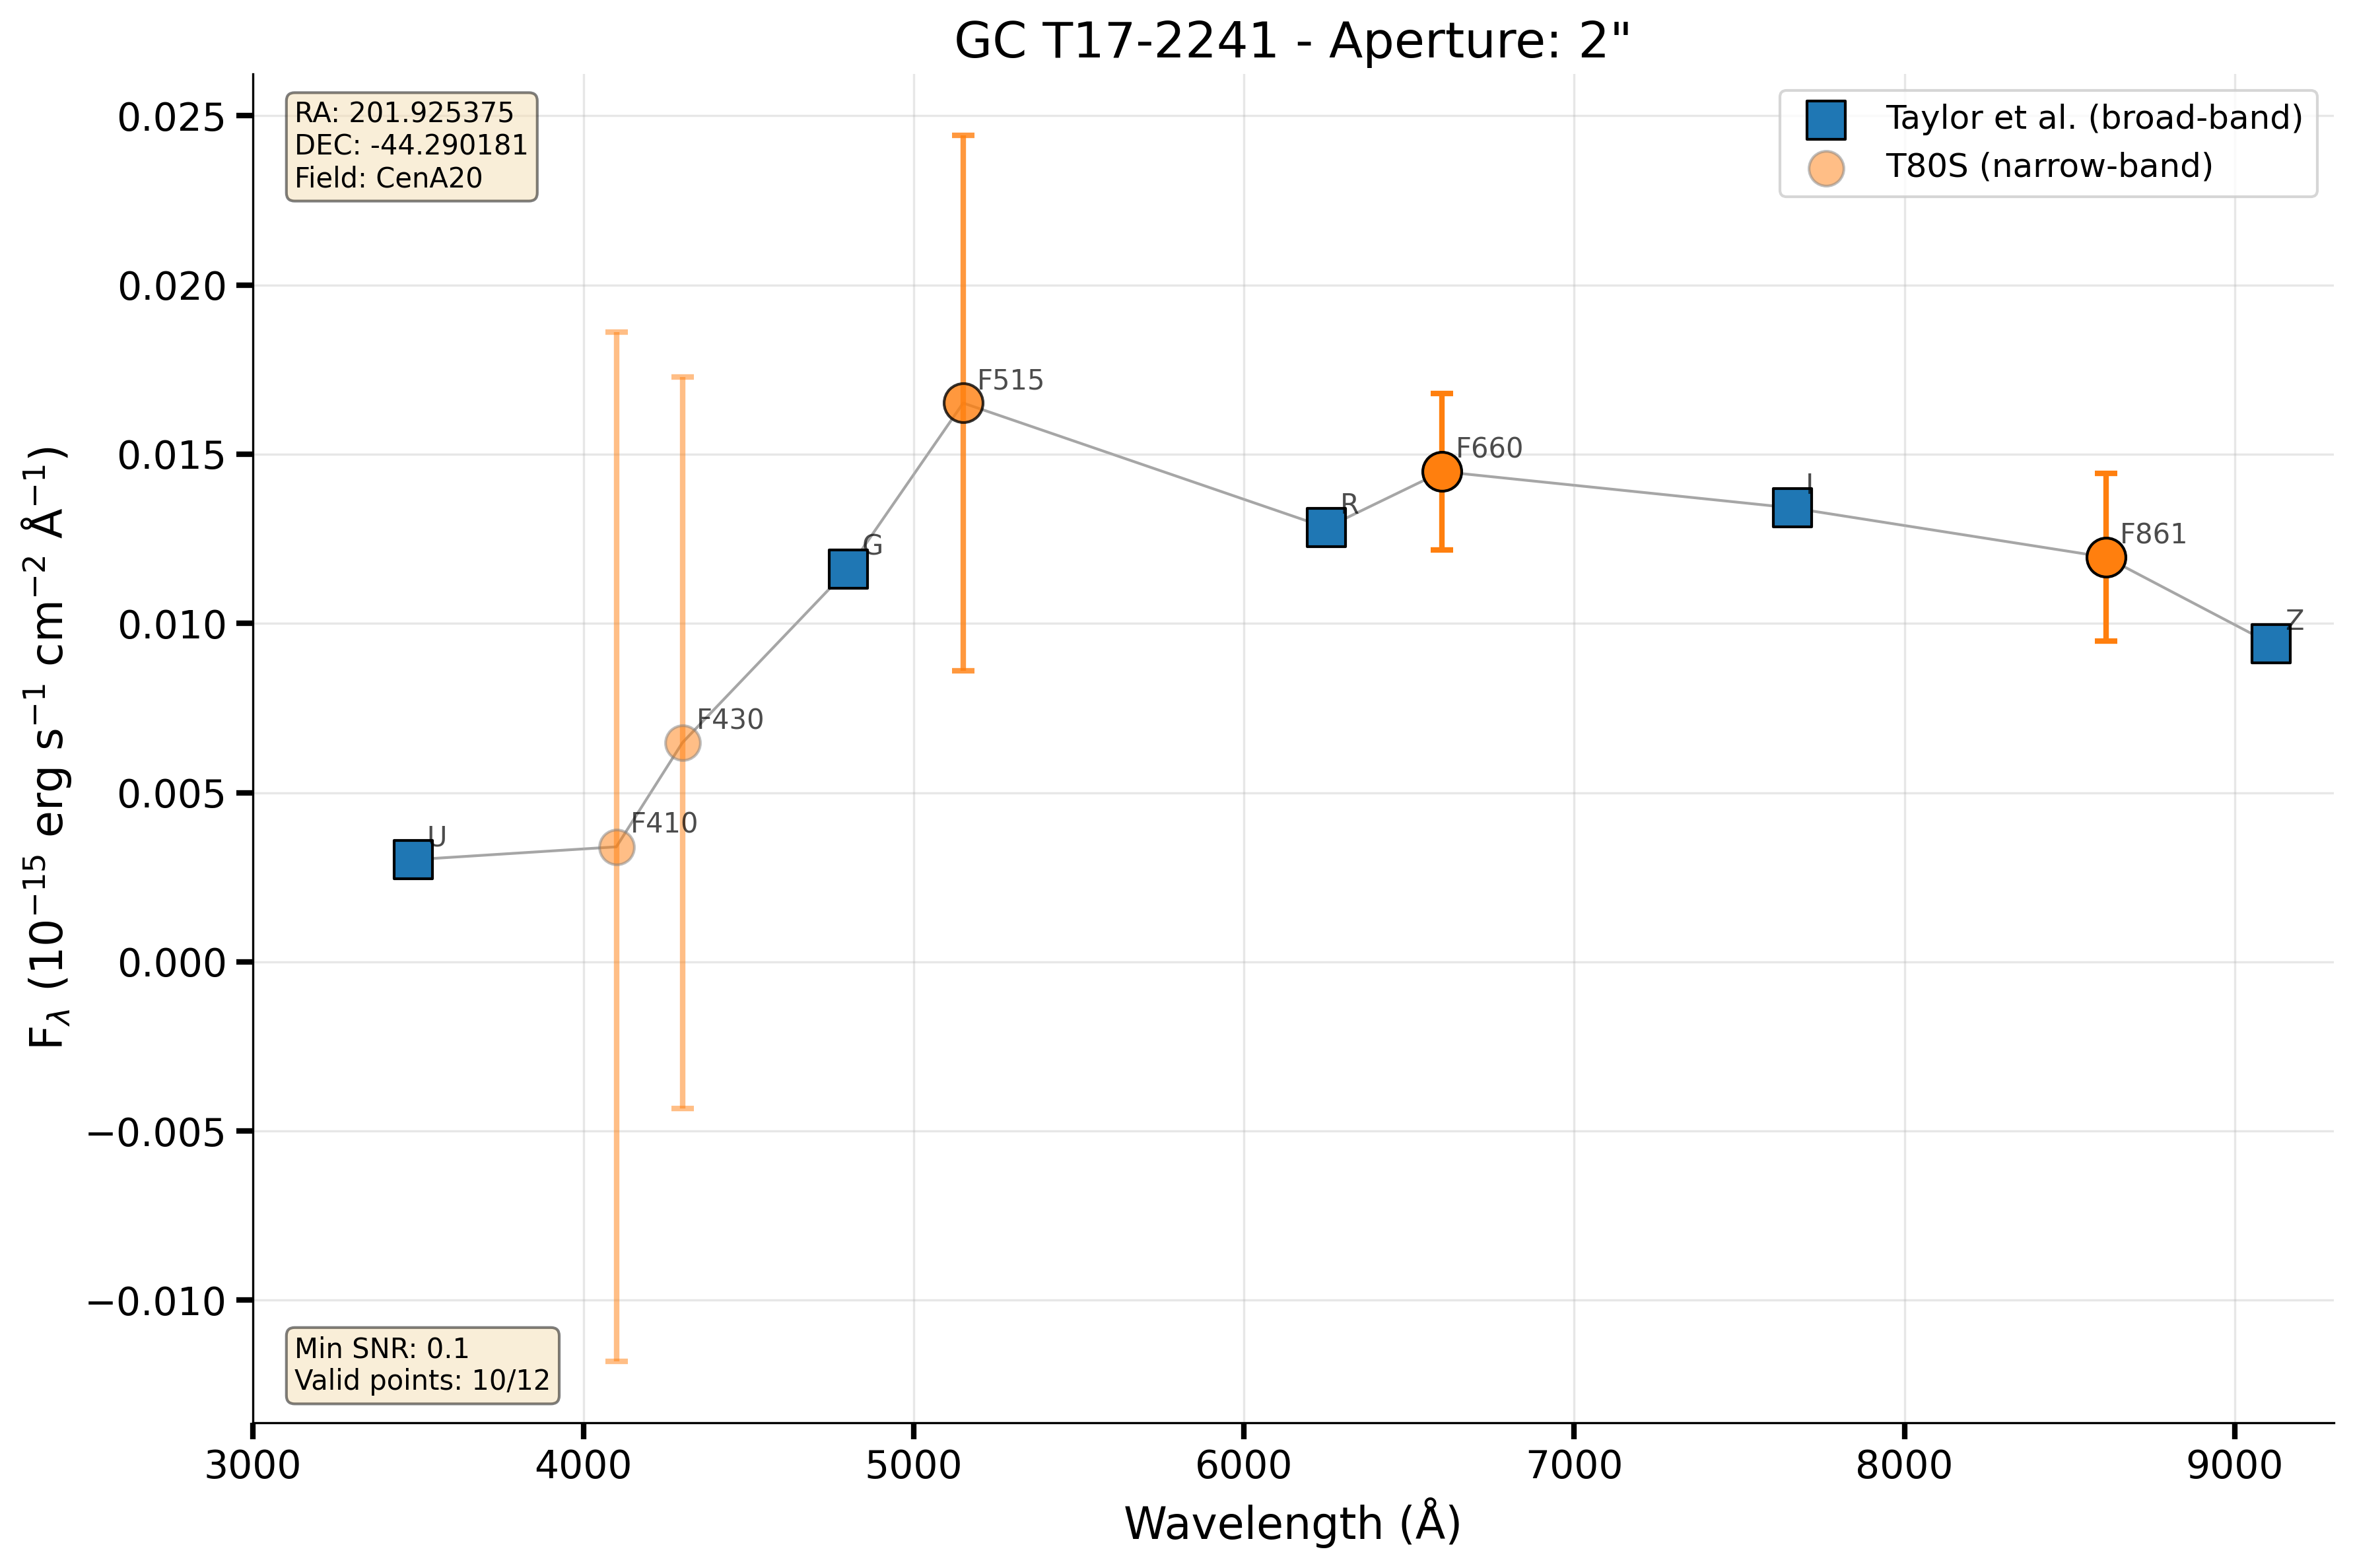 GC T17-2241 - Aperture: 2"
RA: 201.925375
DEC: -44.290181
Field: CenA20
Taylor et al. (broad-band)
T80S (narrow-band)
0.025
0.020
0.015
0.010
0.005
0.000
−0.005
−0.010
F515
F660
I
R
G
F861
Z
F430
F410
U
Min SNR: 0.1
Valid points: 10/12
3000 4000 5000 6000 7000 8000 9000
Wavelength (Å)
F$_λ$ (10$^{−15}$ erg s$^{−1}$ cm$^{−2}$ Å$^{−1}$)